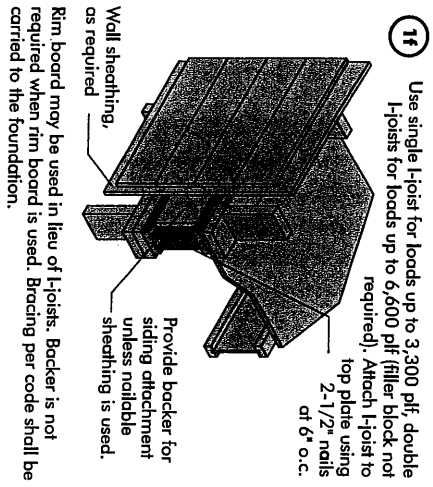 1f
Use single I-joist for loads up to 3,300 plf, double
I-joists for loads up to 6,600 plf (filler block not
required). Attach I-joist to
top plate using
2-1/2" nails
at 6" o.c.
Wall sheathing,
as required
Provide backer for
siding attachment
unless nailable
sheathing is used.
Rim board may be used in lieu of I-joists. Backer is not
required when rim board is used. Bracing per code shall be
carried to the foundation.